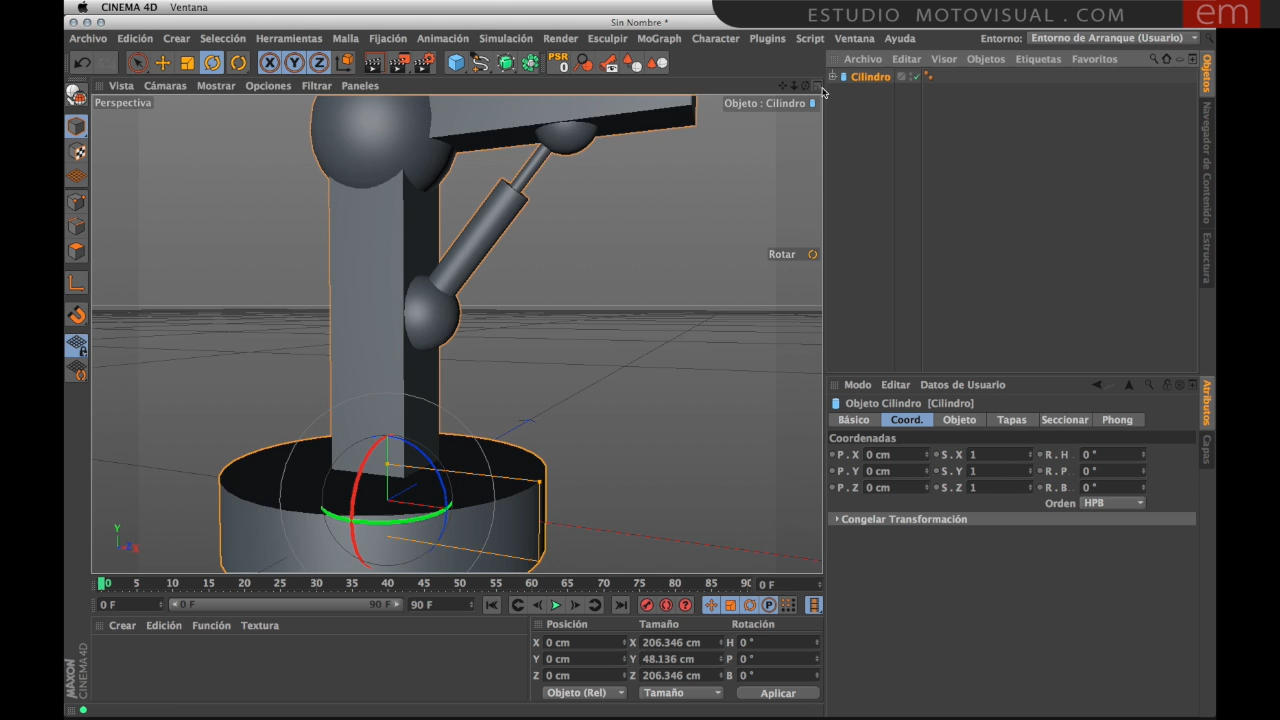 CINEMA 4D Ventana
Sin Nombre *
ESTUDIO MOTOVISUAL . COM em
Archivo Edición Crear Selección Herramientas Malla Fijación Animación Simulación Render Esculpir MoGraph Character Plugins Script Ventana Ayuda Entorno: Entorno de Arranque (Usuario)
X Y Z PSR 0
Archivo Editar Visor Objetos Etiquetas Favoritos
Cilindro
Vista Cámaras Mostrar Opciones Filtrar Paneles
Perspectiva
Objeto : Cilindro
Rotar
Y
X
Objetos
Navegador de Contenido
Estructura
Modo Editar Datos de Usuario
Objeto Cilindro [Cilindro]
Básico Coord. Objeto Tapas Seccionar Phong
Coordenadas
P . X 0 cm S . X 1 R . H 0 °
P . Y 0 cm S . Y 1 R . P 0 °
P . Z 0 cm S . Z 1 R . B 0 °
Orden HPB
Congelar Transformación
Atributos
Capas
0 5 10 15 20 25 30 35 40 45 50 55 60 65 70 75 80 85 90 0 F
0 F 0 F 90 F 90 F
P
Crear Edición Función Textura
Posición Tamaño Rotación
X 0 cm X 206.346 cm H 0 °
Y 0 cm Y 48.136 cm P 0 °
Z 0 cm Z 206.346 cm B 0 °
Objeto (Rel) Tamaño Aplicar
MAXON
CINEMA 4D